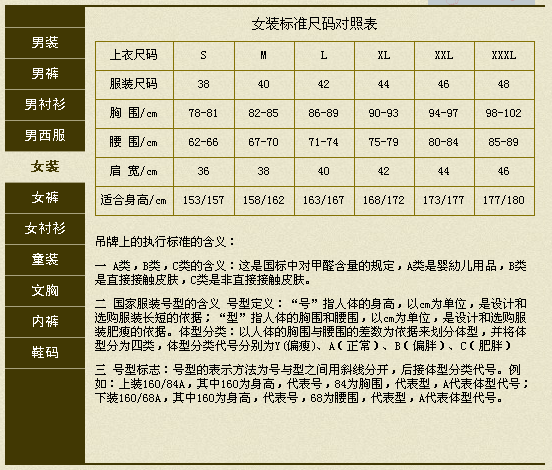 男装
男裤
男衬衫
男西服
女装
女裤
女衬衫
童装
文胸
内裤
鞋码
女装标准尺码对照表
上衣尺码 S M L XL XXL XXXL
服装尺码 38 40 42 44 46 48
胸 围/cm 78-81 82-85 86-89 90-93 94-97 98-102
腰 围/cm 62-66 67-70 71-74 75-79 80-84 85-89
肩 宽/cm 36 38 40 42 44 46
适合身高/cm 153/157 158/162 163/167 168/172 173/177 177/180
吊牌上的执行标准的含义：
一 A类，B类，C类的含义：这是国标中对甲醛含量的规定，A类是婴幼儿用品，B类
是直接接触皮肤，C类是非直接接触皮肤。
二 国家服装号型的含义 号型定义：“号”指人体的身高，以cm为单位，是设计和
选购服装长短的依据；“型”指人体的胸围和腰围，以cm为单位，是设计和选购服
装肥瘦的依据。体型分类：以人体的胸围与腰围的差数为依据来划分体型，并将体
型分为四类，体型分类代号分别为Y(偏瘦)、A（正常）、B（偏胖）、C（肥胖）
三 号型标志：号型的表示方法为号与型之间用斜线分开，后接体型分类代号。例
如：上装160/84A，其中160为身高，代表号，84为胸围，代表型，A代表体型代号；
下装160/68A，其中160为身高，代表号，68为腰围，代表型，A代表体型代号。